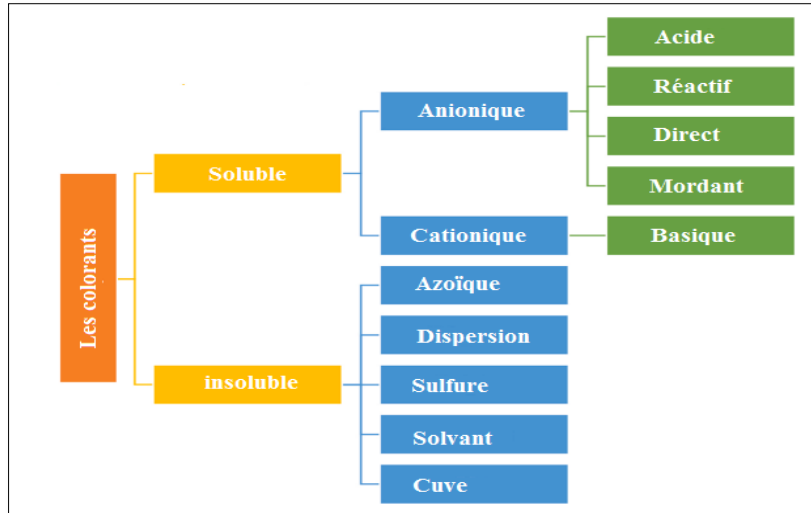 Les colorants
Soluble
Anionique
Acide
Réactif
Direct
Mordant
Cationique
Basique
insoluble
Azoïque
Dispersion
Sulfure
Solvant
Cuve